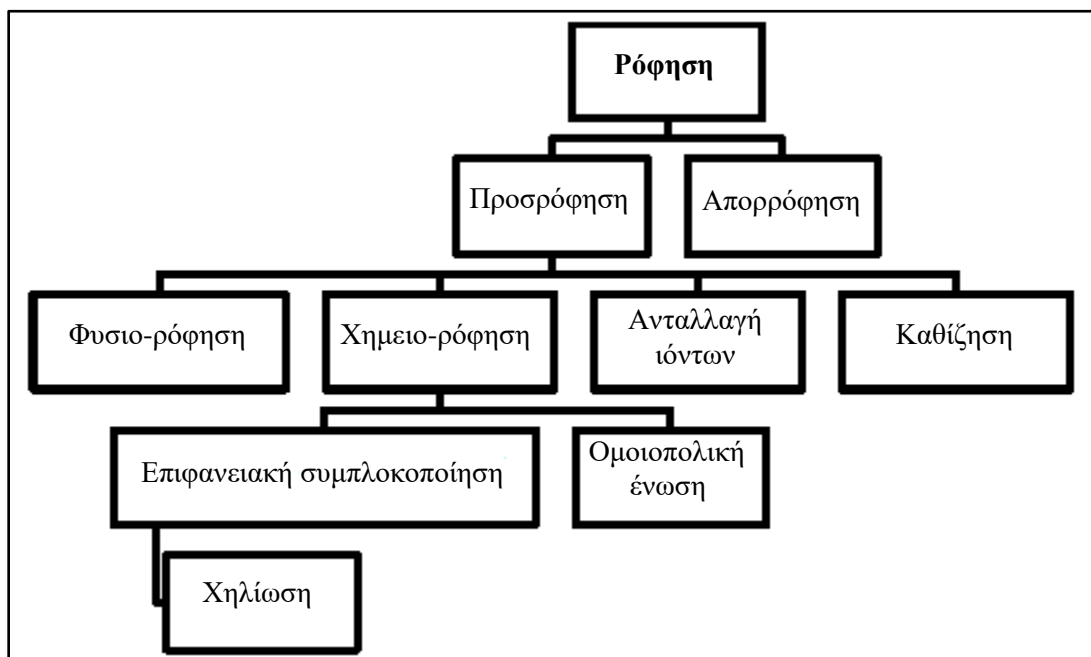 Ρόφηση
Προσρόφηση
Απορρόφηση
Φυσιο-ρόφηση
Χημειο-ρόφηση
Ανταλλαγή
ιόντων
Καθίζηση
Επιφανειακή συμπλοκοποίηση
Ομοιοπολική
ένωση
Χηλίωση